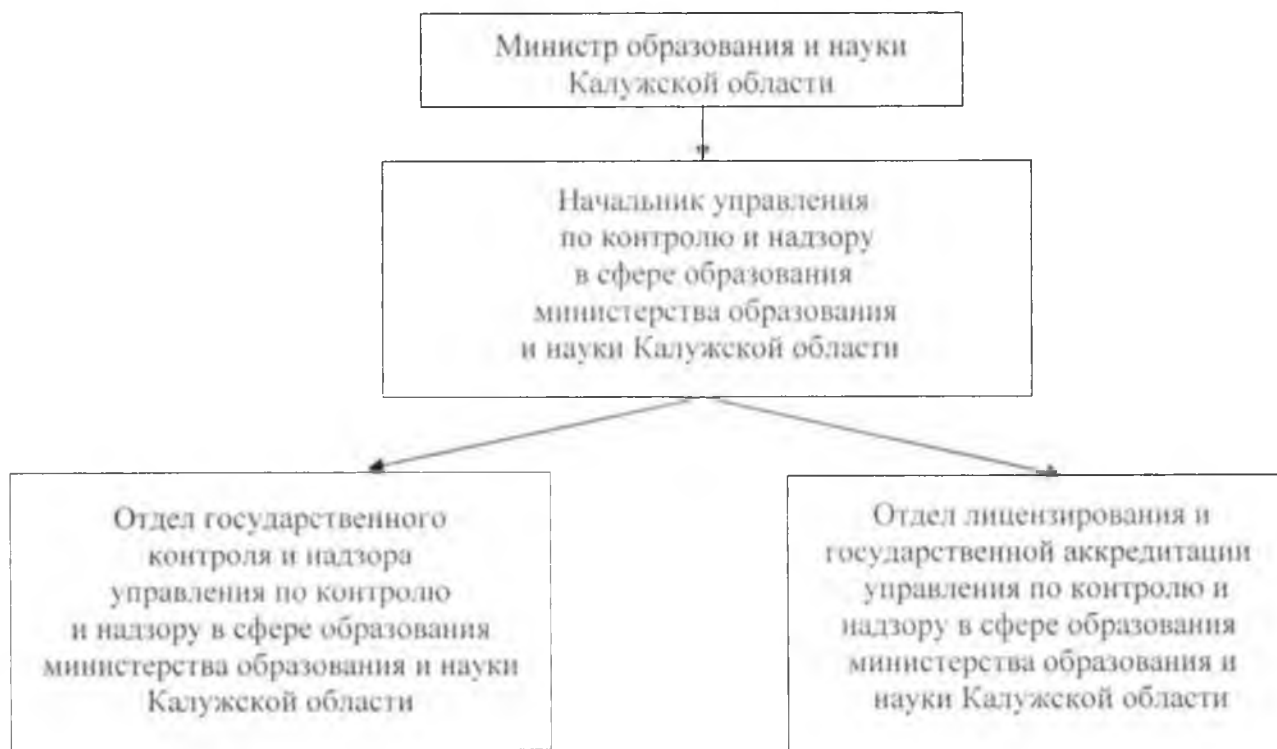 Министр образования и науки
Калужской области
Начальник управления
по контролю и надзору
в сфере образования
министерства образования
и науки Калужской области
Отдел государственного
контроля и надзора
управления по контролю
и надзору в сфере образования
министерства образования и науки
Калужской области
Отдел лицензирования и
государственной аккредитации
управления по контролю и
надзору в сфере образования
министерства образования и
науки Калужской области